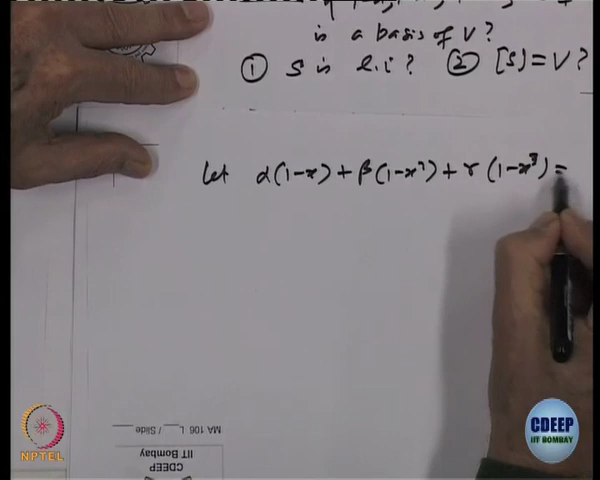 is a basis of V?
① S is l.i? ② [S] = V?
Let α(1-x) + β(1-x²) + γ(1-x³) =
MA 106 L___ / Slide
CDEEP
IIT Bombay
NPTEL
CDEEP
IIT BOMBAY